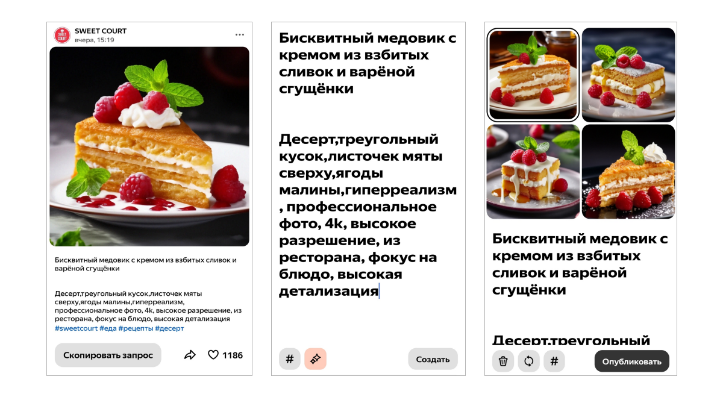 SWEET COURT
вчера, 15:19
Бисквитный медовик с кремом из взбитых сливок и
варёной сгущёнки
Десерт,треугольный кусок,листочек мяты
сверху,ягоды малины,гиперреализм,
профессиональное фото, 4k, высокое разрешение, из
ресторана, фокус на блюдо, высокая детализация
#sweetcourt #еда #рецепты #десерт
Скопировать запрос
1186
Бисквитный медовик с
кремом из взбитых
сливок и варёной
сгущёнки
Десерт,треугольный
кусок,листочек мяты
сверху,ягоды
малины,гиперреализм
, профессиональное
фото, 4k, высокое
разрешение, из
ресторана, фокус на
блюдо, высокая
детализация
#
Создать
Бисквитный медовик с
кремом из взбитых
сливок и варёной
сгущёнки
Десерт,треугольный
#
Опубликовать